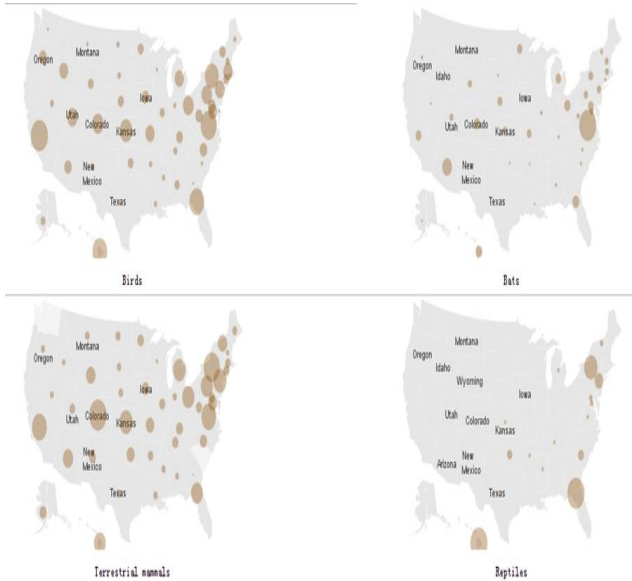 Oregon
Montana
Iowa
Utah
Colorado
Kansas
New
Mexico
Texas
Birds
Oregon
Montana
Idaho
Iowa
Utah
Colorado
Kansas
New
Mexico
Texas
Bats
Oregon
Montana
Iowa
Utah
Colorado
Kansas
New
Mexico
Texas
Terrestrial mammals
Oregon
Montana
Idaho
Wyoming
Iowa
Utah
Colorado
Kansas
Arizona
New
Mexico
Texas
Reptiles